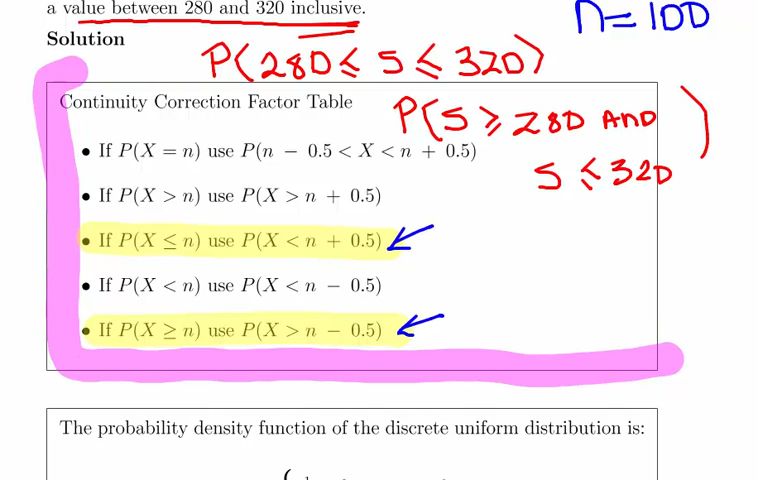 a value between 280 and 320 inclusive.
n = 100
Solution
P(280 ≤ S ≤ 320)
Continuity Correction Factor Table
P(S ≥ 280 AND
S ≤ 320)
• If P(X = n) use P(n − 0.5 < X < n + 0.5)
• If P(X > n) use P(X > n + 0.5)
• If P(X ≤ n) use P(X < n + 0.5)
• If P(X < n) use P(X < n − 0.5)
• If P(X ≥ n) use P(X > n − 0.5)
The probability density function of the discrete uniform distribution is: